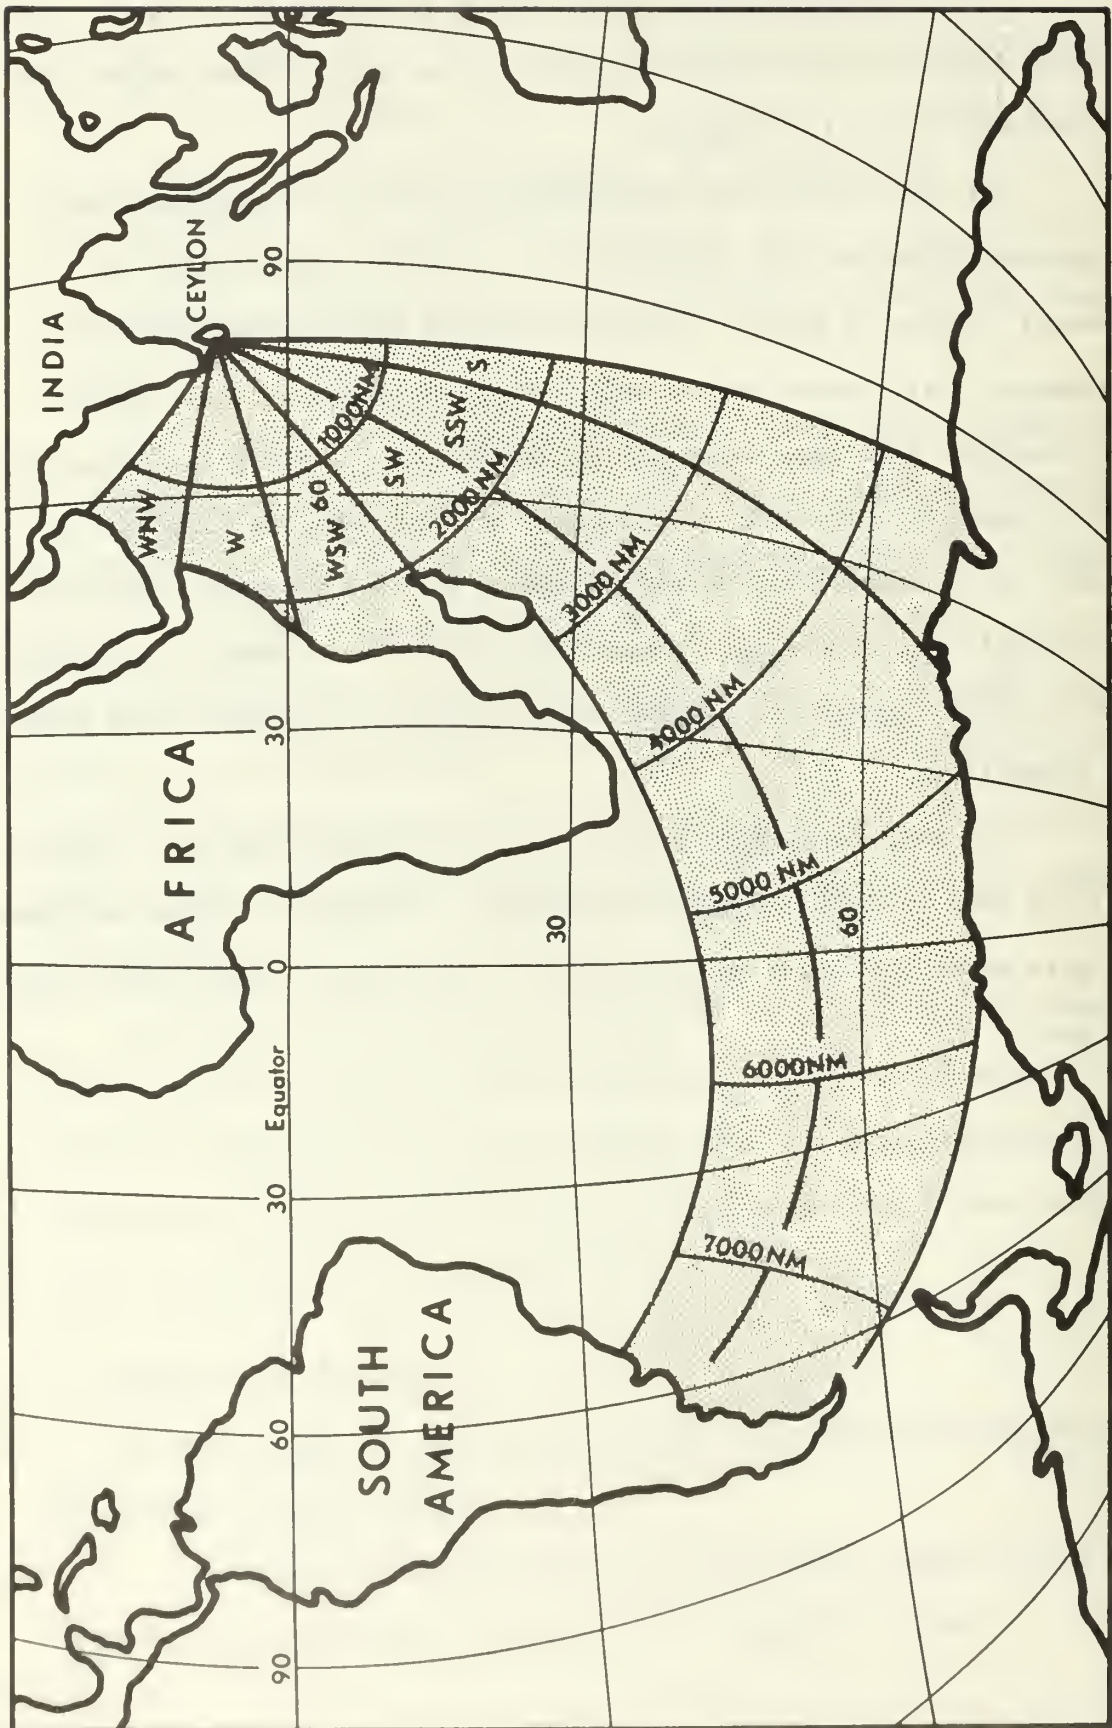 INDIA
CEYLON
90
1000NM
S
SSW
SW
60
WSW
W
WNW
2000 NM
3000 NM
4000 NM
AFRICA
30
0
30
5000 NM
60
6000NM
Equator
30
7000NM
SOUTH
AMERICA
60
90